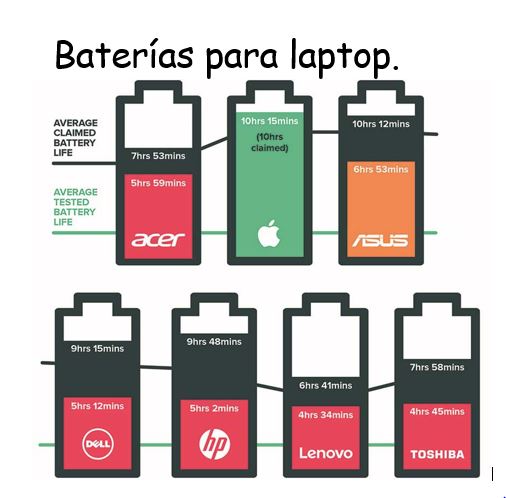 Baterías para laptop.
AVERAGE
CLAIMED
BATTERY
LIFE
AVERAGE
TESTED
BATTERY
LIFE
7hrs 53mins
5hrs 59mins
acer
10hrs 15mins
(10hrs
claimed)
10hrs 12mins
6hrs 53mins
ASUS
9hrs 15mins
5hrs 12mins
DELL
9hrs 48mins
5hrs 2mins
hp
6hrs 41mins
4hrs 34mins
Lenovo
7hrs 58mins
4hrs 45mins
TOSHIBA